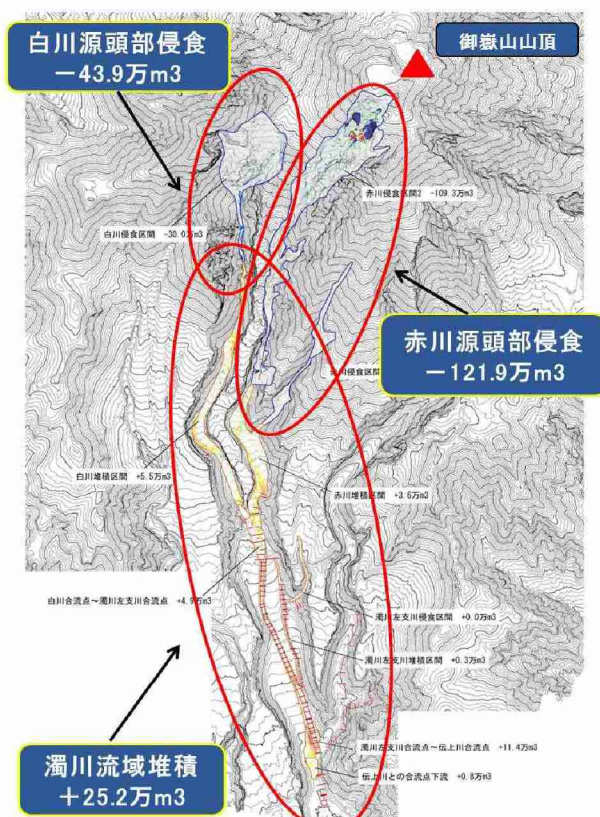 白川源頭部侵食
－43.9万m3
御嶽山山頂
赤川侵食区間2 -109.3万m3
白川侵食区間 -30.0万m3
赤川源頭部侵食
－121.9万m3
川侵食区間
白川堆積区間 +5.5万m3
赤川堆積区間 +3.6万m3
白川合流点～濁川左支川合流点 +4.9万m3
濁川左支川侵食区間 +0.0万m3
濁川左支川堆積区間 +0.3万m3
濁川左支川合流点～伝上川合流点 +11.4万m3
伝上川との合流点下流 +0.8万m3
濁川流域堆積
＋25.2万m3